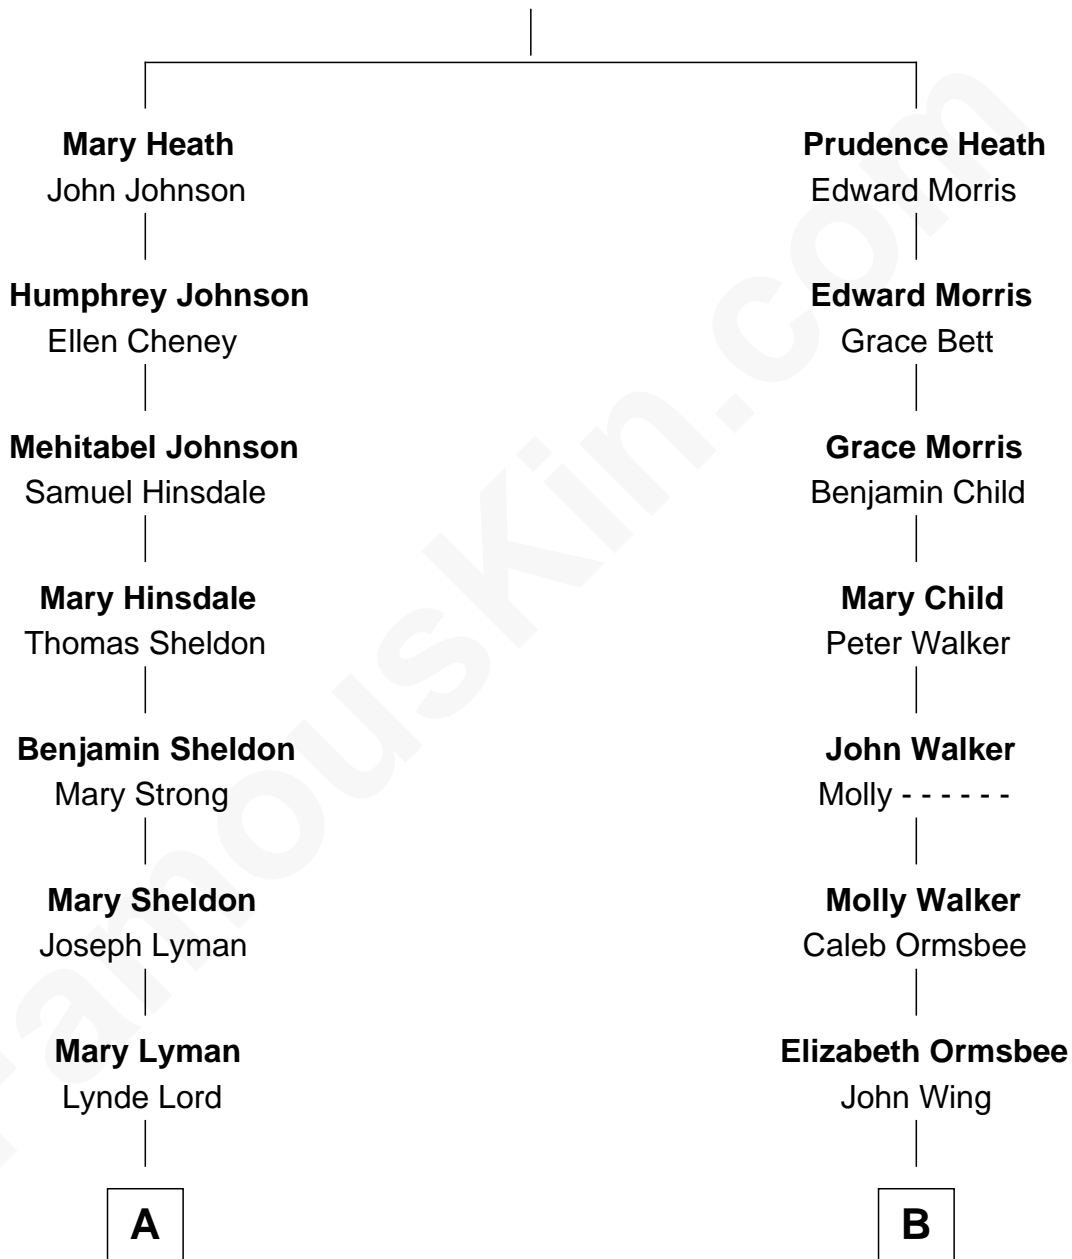 Mary Heath
John Johnson
Humphrey Johnson
Ellen Cheney
Mehitabel Johnson
Samuel Hinsdale
Mary Hinsdale
Thomas Sheldon
Benjamin Sheldon
Mary Strong
Mary Sheldon
Joseph Lyman
Mary Lyman
Lynde Lord
A
Prudence Heath
Edward Morris
Edward Morris
Grace Bett
Grace Morris
Benjamin Child
Mary Child
Peter Walker
John Walker
Molly - - - - - -
Molly Walker
Caleb Ormsbee
Elizabeth Ormsbee
John Wing
B
FamousKin.com